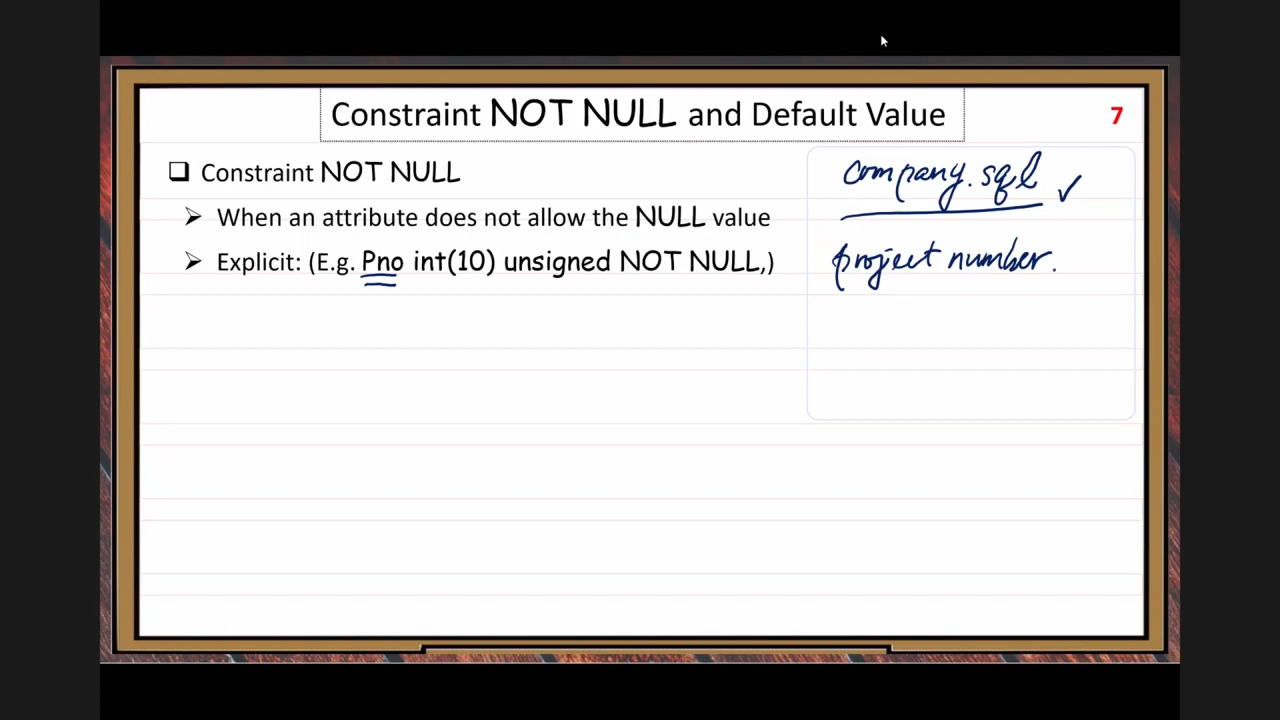 Constraint NOT NULL and Default Value
7
Constraint NOT NULL
When an attribute does not allow the NULL value
Explicit: (E.g. Pno int(10) unsigned NOT NULL,)
company.sql
project number.